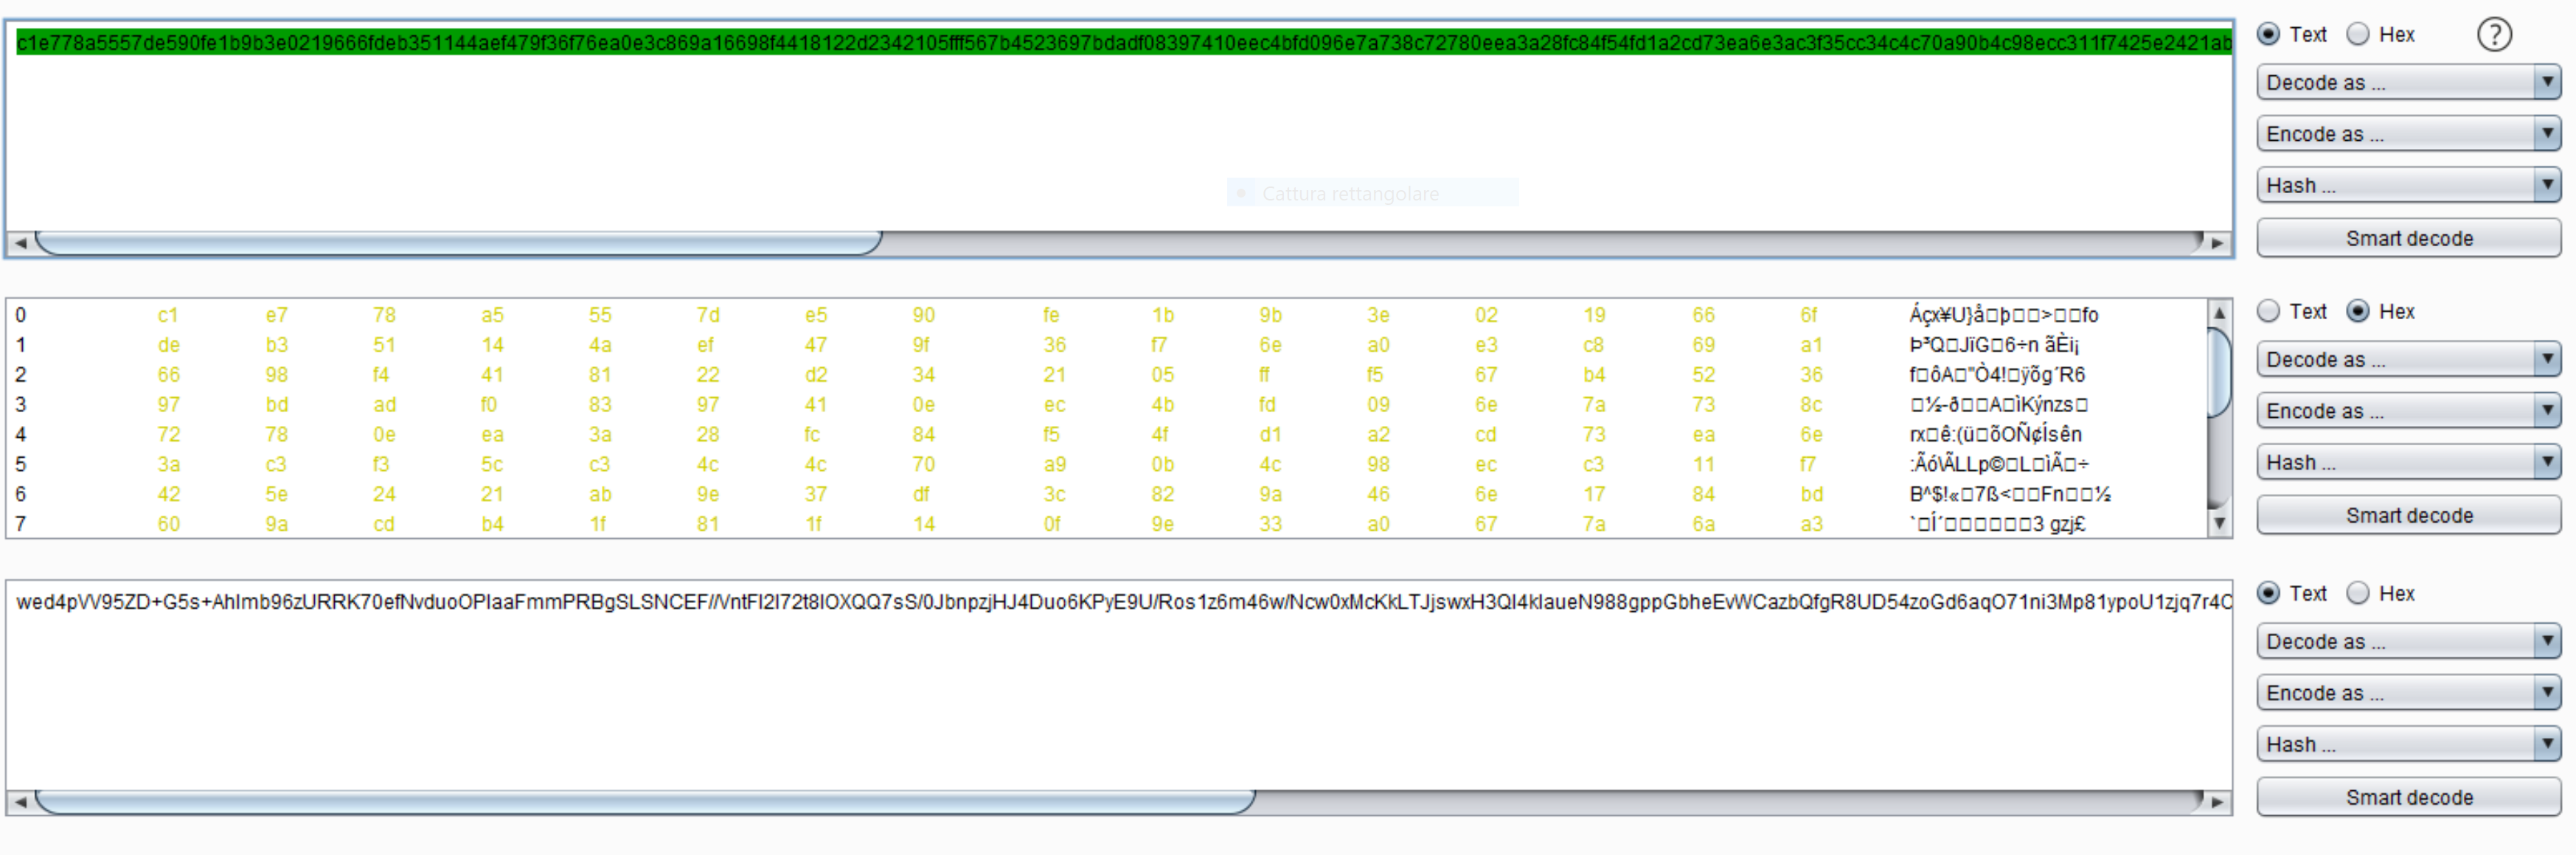 c1e778a5557de590fe1b9b3e0219666fdeb351144aef479f36f76ea0e3c869a16698f4418122d2342105fff567b4523697bdadf08397410eec4bfd096e7a738c72780eea3a28fc84f54fd1a2cd73ea6e3ac3f35cc34c4c70a90b4c98ecc311f7425e2421ab
Text Hex ?
Decode as ...
Encode as ...
Cattura rettangolare
Hash ...
Smart decode
0 c1 e7 78 a5 55 7d e5 90 fe 1b 9b 3e 02 19 66 6f Áçx¥U}å□þ□□>□□fo
1 de b3 51 14 4a ef 47 9f 36 f7 6e a0 e3 c8 69 a1 Þ³Q□JïG□6÷n ãÈi¡
2 66 98 f4 41 81 22 d2 34 21 05 ff f5 67 b4 52 36 f□ôA□"Ò4!□ÿõg´R6
3 97 bd ad f0 83 97 41 0e ec 4b fd 09 6e 7a 73 8c □½-ð□□A□ìKýnzs□
4 72 78 0e ea 3a 28 fc 84 f5 4f d1 a2 cd 73 ea 6e rx□ê:(ü□õOÑ¢Ísên
5 3a c3 f3 5c c3 4c 4c 70 a9 0b 4c 98 ec c3 11 f7 :Ãó\ÃLLp©□L□ìÃ□÷
6 42 5e 24 21 ab 9e 37 df 3c 82 9a 46 6e 17 84 bd B^$!«□7ß<□□Fn□□½
7 60 9a cd b4 1f 81 1f 14 0f 9e 33 a0 67 7a 6a a3 `□Í´□□□□□□3 gzj£
Text Hex
Decode as ...
Encode as ...
Hash ...
Smart decode
wed4pVV95ZD+G5s+Ahlmb96zURRK70efNvduoOPIaaFmmPRBgSLSNCEF//VntFI2l72t8IOXQQ7sS/0JbnpzjHJ4Duo6KPyE9U/Ros1z6m46w/Ncw0xMcKkLTJjswxH3Ql4kIaueN988gppGbheEvWCazbQfgR8UD54zoGd6aqO71ni3Mp81ypoU1zjq7r4C
Text Hex
Decode as ...
Encode as ...
Hash ...
Smart decode